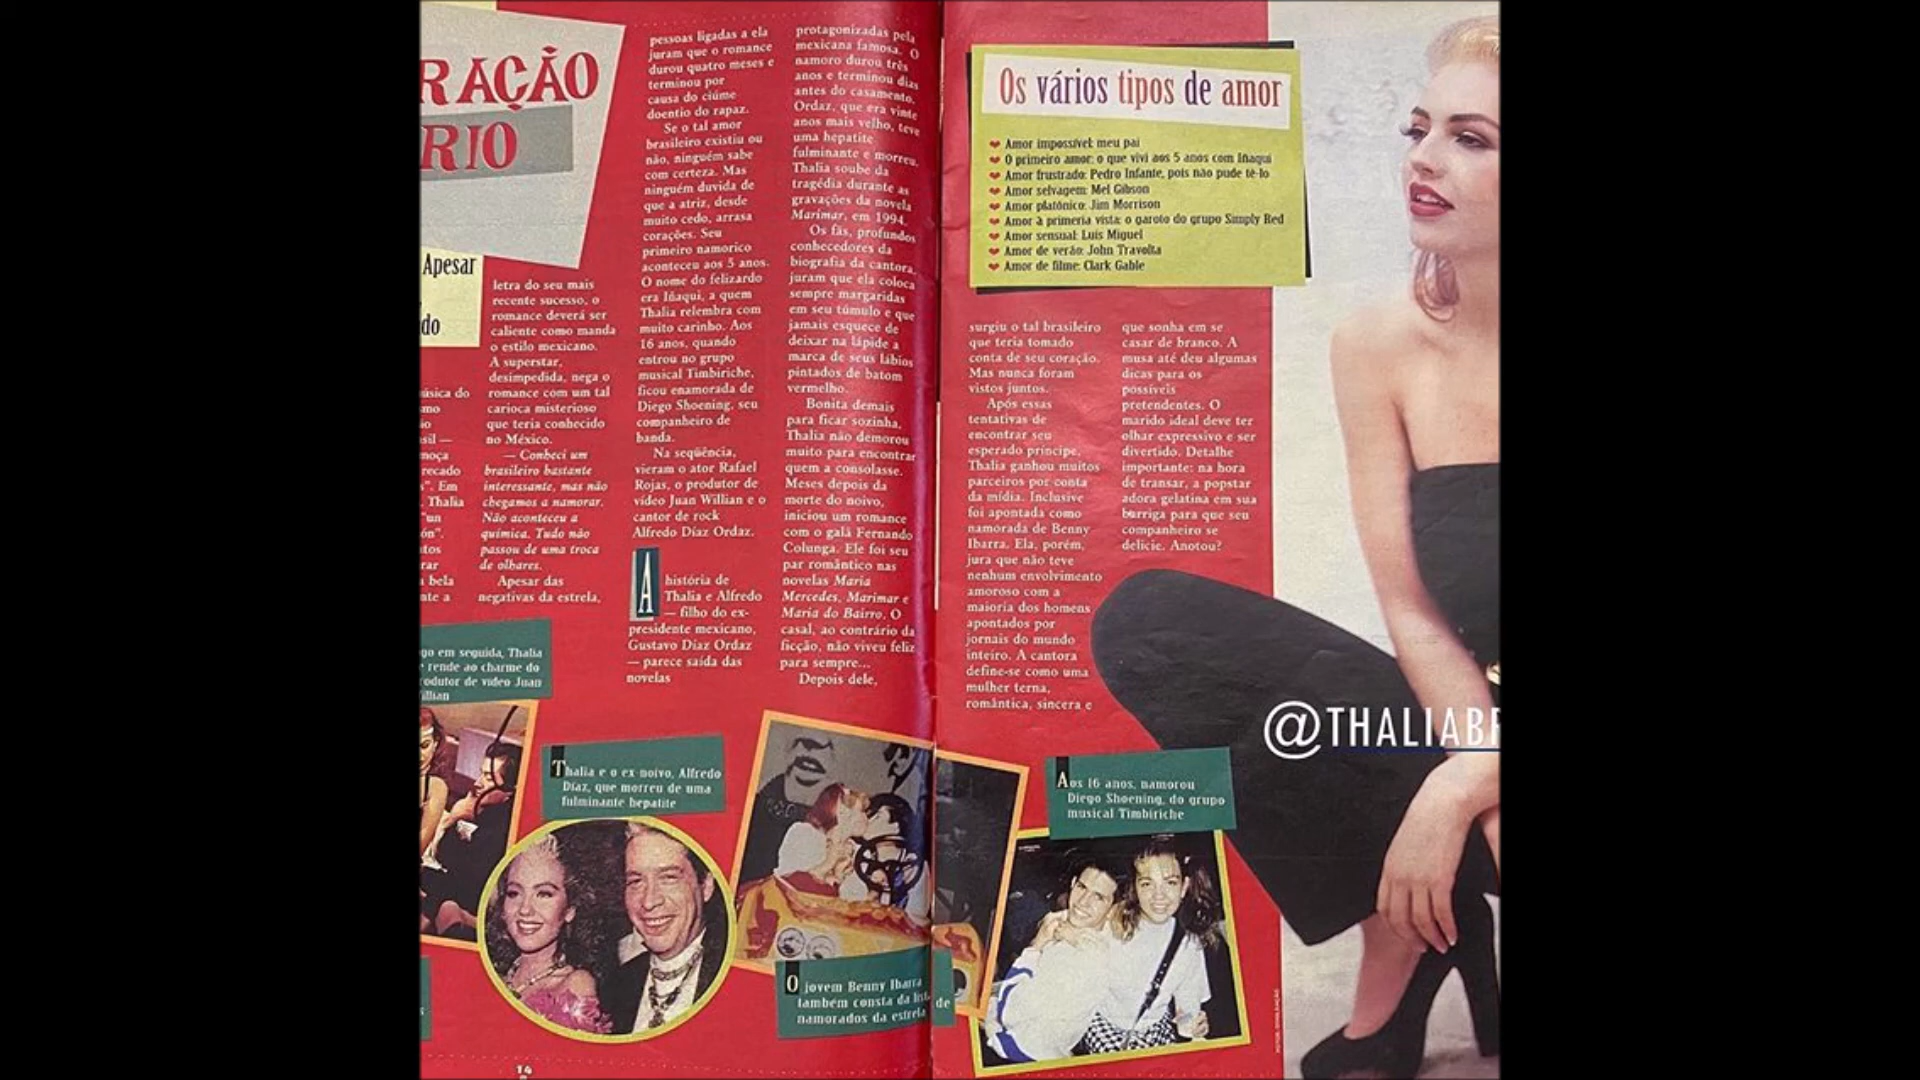 RAÇÃO
RIO
Apesar
do
úsica do
mo
sil —
moça
recado
". Em
Thalia
"un
ón".
tos
rar
a bela
nte a
letra do seu mais
recente sucesso, o
romance deverá ser
caliente como manda
o estilo mexicano.
A superstar,
desimpedida, nega o
romance com um tal
carioca misterioso
que teria conhecido
no México.
— Conheci um
brasileiro bastante
interessante, mas não
chegamos a namorar.
Não aconteceu a
química. Tudo não
passou de uma troca
de olhares.
Apesar das
negativas da estrela,
pessoas ligadas a ela
juram que o romance
durou quatro meses e
terminou por
causa do ciúme
doentio do rapaz.
Se o tal amor
brasileiro existiu ou
não, ninguém sabe
com certeza. Mas
ninguém duvida de
que a atriz, desde
muito cedo, arrasa
corações. Seu
primeiro namorico
aconteceu aos 5 anos.
O nome do felizardo
era Iñaqui, a quem
Thalia relembra com
muito carinho. Aos
16 anos, quando
entrou no grupo
musical Timbiriche,
ficou enamorada de
Diego Shoening, seu
companheiro de
banda.
Na seqüência,
vieram o ator Rafael
Rojas, o produtor de
vídeo Juan Willian e o
cantor de rock
Alfredo Díaz Ordaz.
A história de
Thalia e Alfredo
— filho do ex-
presidente mexicano,
Gustavo Díaz Ordaz
— parece saída das
novelas
protagonizadas pela
mexicana famosa. O
namoro durou três
anos e terminou dias
antes do casamento.
Ordaz, que era vinte
anos mais velho, teve
uma hepatite
fulminante e morreu.
Thalia soube da
tragédia durante as
gravações da novela
Marimar, em 1994.
Os fãs, profundos
conhecedores da
biografia da cantora,
juram que ela coloca
sempre margaridas
em seu túmulo e que
jamais esquece de
deixar na lápide a
marca de seus lábios
pintados de batom
vermelho.
Bonita demais
para ficar sozinha,
Thalia não demorou
muito para encontrar
quem a consolasse.
Meses depois da
morte do noivo,
iniciou um romance
com o galã Fernando
Colunga. Ele foi seu
par romântico nas
novelas Maria
Mercedes, Marimar e
Maria do Bairro. O
casal, ao contrário da
ficção, não viveu feliz
para sempre...
Depois dele,
Os vários tipos de amor
❤ Amor impossível: meu pai
❤ O primeiro amor: o que vivi aos 5 anos com Iñaqui
❤ Amor frustrado: Pedro Infante, pois não pude tê-lo
❤ Amor selvagem: Mel Gibson
❤ Amor platônico: Jim Morrison
❤ Amor à primeria vista: o garoto do grupo Simply Red
❤ Amor sensual: Luis Miguel
❤ Amor de verão: John Travolta
❤ Amor de filme: Clark Gable
surgiu o tal brasileiro
que teria tomado
conta de seu coração.
Mas nunca foram
vistos juntos.
Após essas
tentativas de
encontrar seu
esperado príncipe,
Thalia ganhou muitos
parceiros por conta
da mídia. Inclusive
foi apontada como
namorada de Benny
Ibarra. Ela, porém,
jura que não teve
nenhum envolvimento
amoroso com a
maioria dos homens
apontados por
jornais do mundo
inteiro. A cantora
define-se como uma
mulher terna,
romântica, sincera e
que sonha em se
casar de branco. A
musa até deu algumas
dicas para os
possíveis
pretendentes. O
marido ideal deve ter
olhar expressivo e ser
divertido. Detalhe
importante: na hora
de transar, a popstar
adora gelatina em sua
barriga para que seu
companheiro se
delicie. Anotou?
go em seguida, Thalia
rende ao charme do
odutor de vídeo Juan
illian
Thalia e o ex-noivo, Alfredo
Díaz, que morreu de uma
fulminante hepatite
O jovem Benny Ibarra
também consta da lista de
namorados da estrela
Aos 16 anos, namorou
Diego Shoening, do grupo
musical Timbiriche
@THALIABR
14